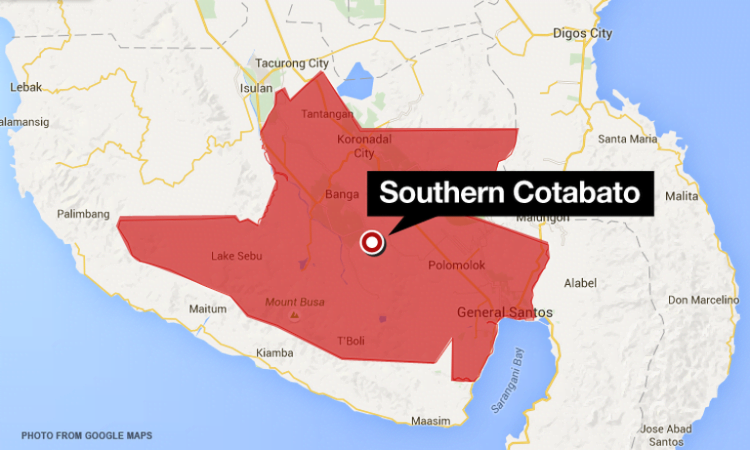 Digos City
Tacurong City
Lebak
Isulan
alamansig
Tantangan
Koronadal
City
Santa Maria
Banga
Southern Cotabato
Malita
Palimbang
Malungon
Lake Sebu
Polomolok
Alabel
Mount Busa
Don Marcelino
Maitum
General Santos
T'Boli
Kiamba
Sarangani Bay
Maasim
Jose Abad
Santos
PHOTO FROM GOOGLE MAPS